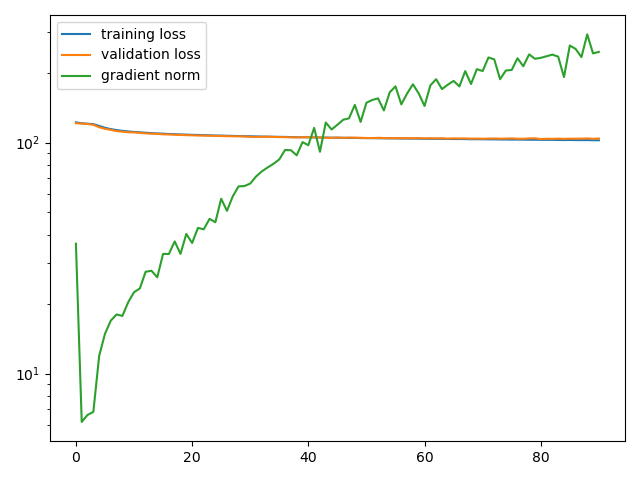 training loss
validation loss
gradient norm
10²
10¹
0 20 40 60 80